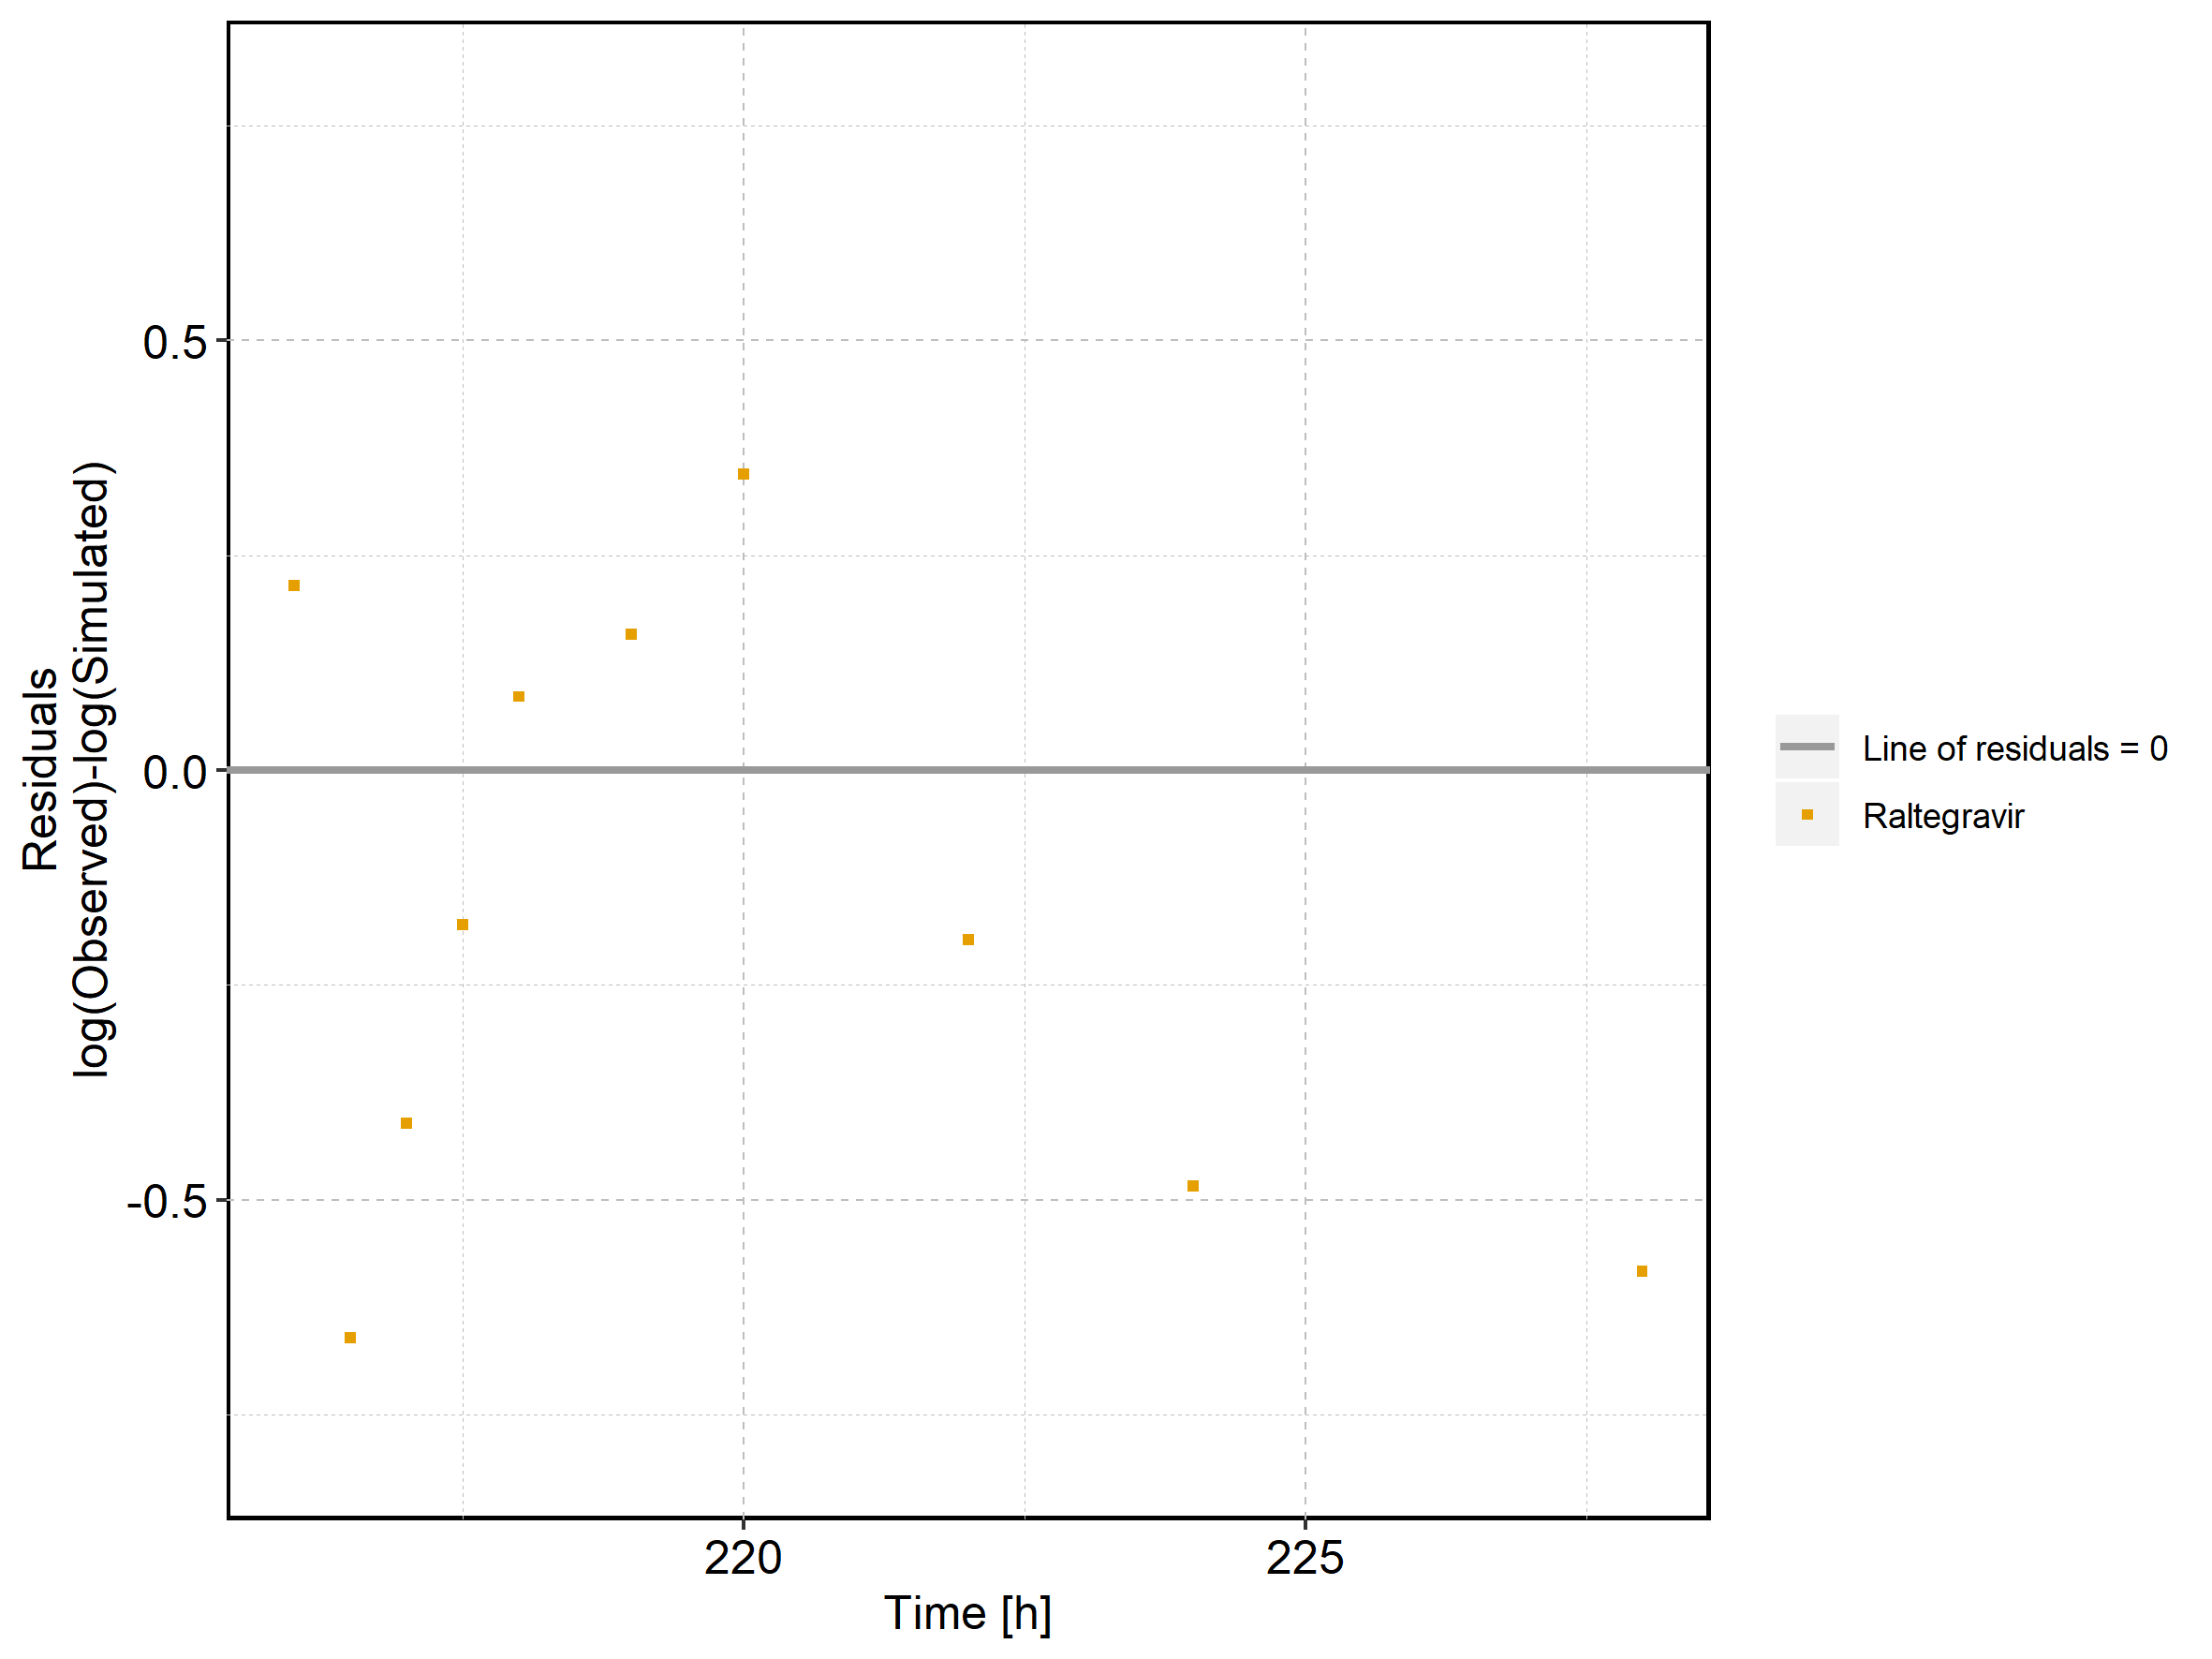 Residuals
log(Observed)-log(Simulated)
0.5
0.0
-0.5
220
225
Time [h]
Line of residuals = 0
Raltegravir